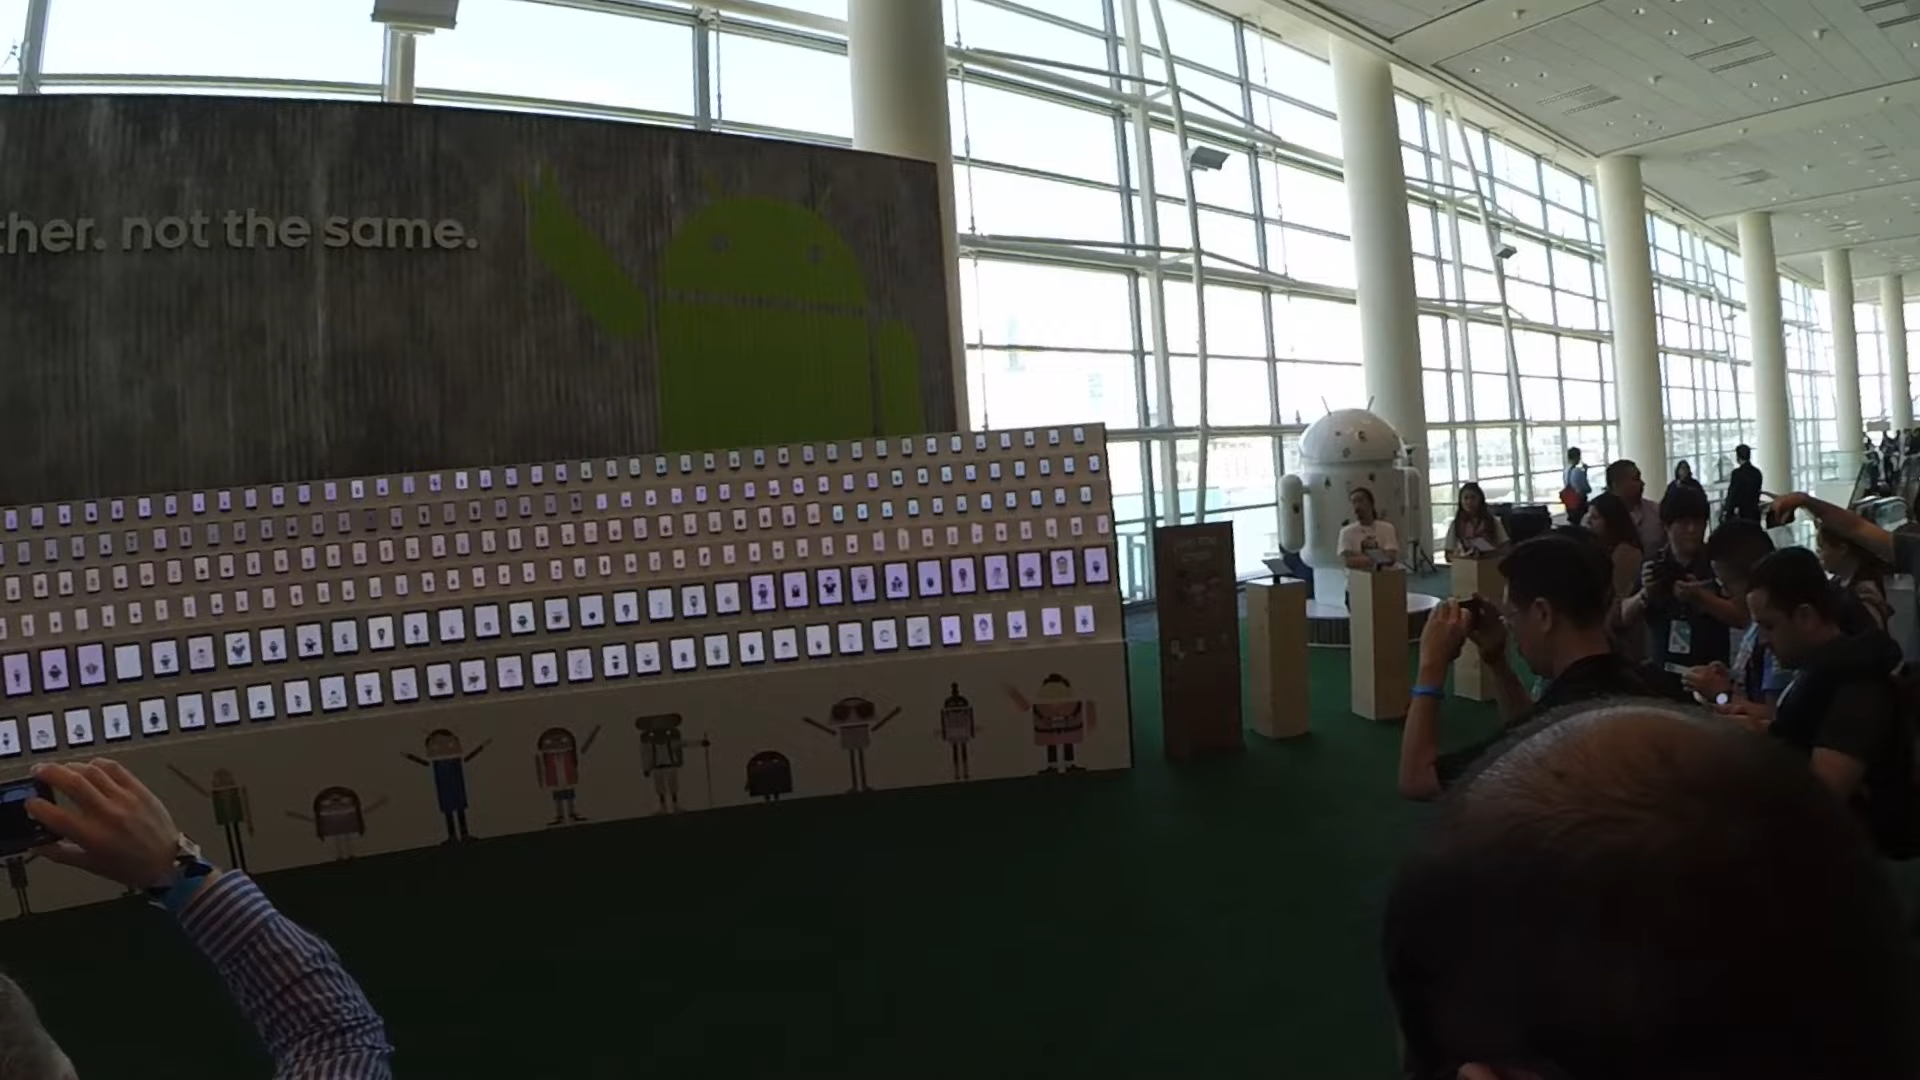 ther. not the same.